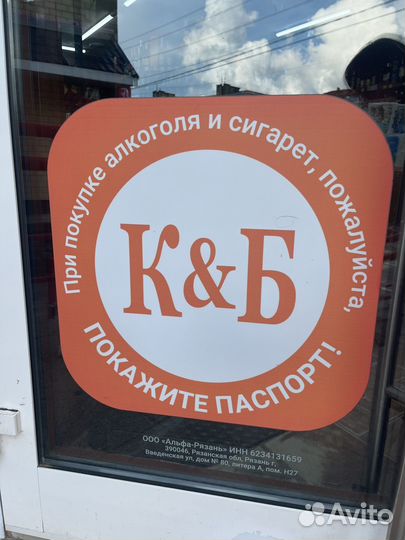 При покупке алкоголя и сигарет, пожалуйста,
К&Б
ПОКАЖИТЕ ПАСПОРТ!
ООО «Альфа-Рязань» ИНН 6234131659
390046, Рязанская обл, Рязань г,
Введенская ул, дом № 80, литера А, пом. Н27
Avito